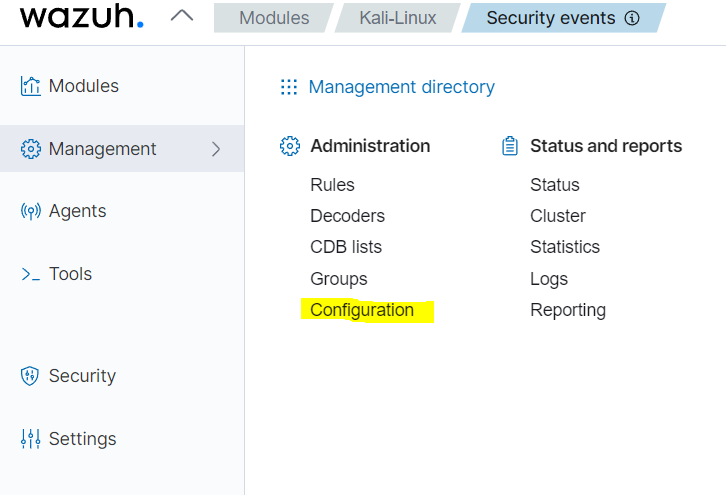 wazuh. Modules Kali-Linux Security events
Modules
Management
Agents
Tools
Security
Settings
Management directory
Administration
Rules
Decoders
CDB lists
Groups
Configuration
Status and reports
Status
Cluster
Statistics
Logs
Reporting